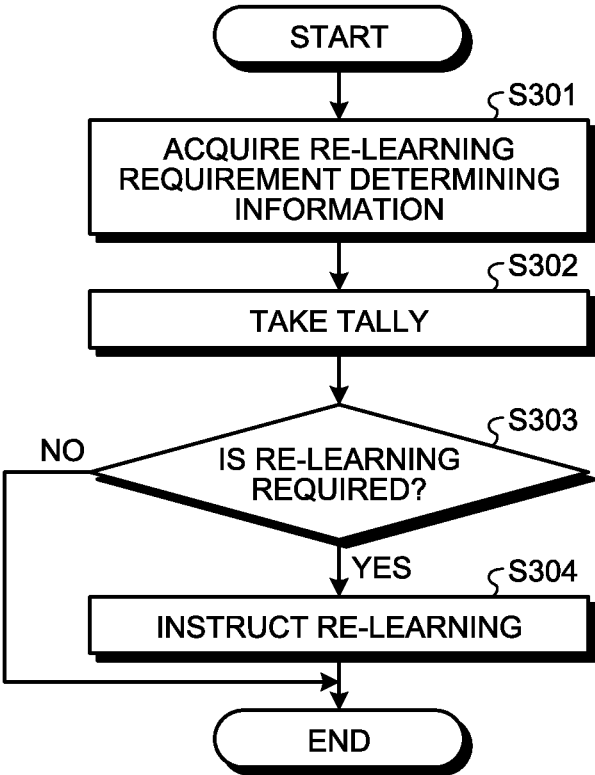 START
S301
ACQUIRE RE-LEARNING
REQUIREMENT DETERMINING
INFORMATION
S302
TAKE TALLY
S303
NO
IS RE-LEARNING
REQUIRED?
YES
S304
INSTRUCT RE-LEARNING
END